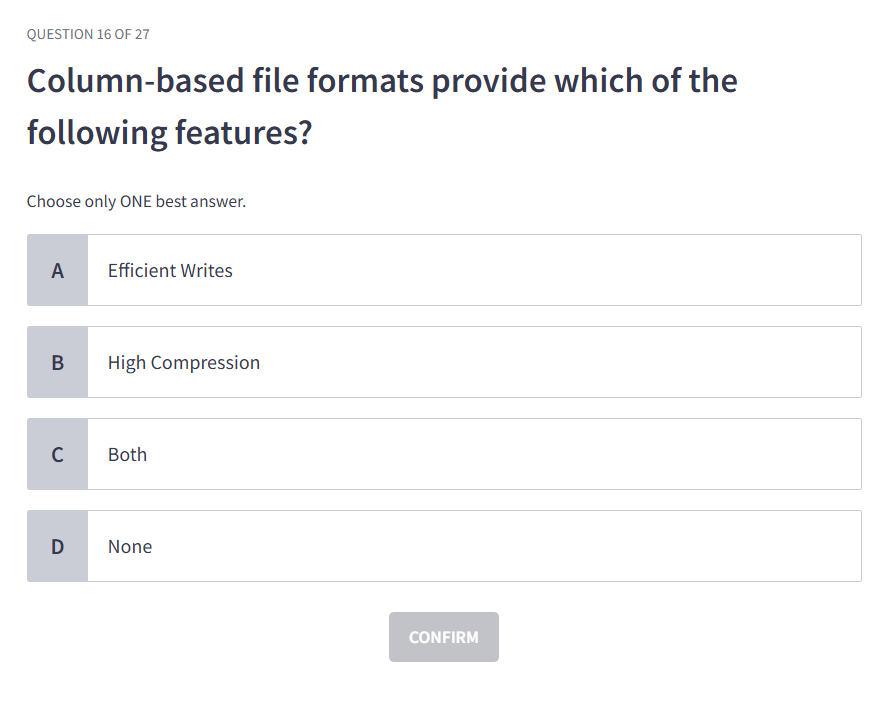 QUESTION 16 OF 27
Column-based file formats provide which of the
following features?
Choose only ONE best answer.
A Efficient Writes
B High Compression
C Both
D None
CONFIRM